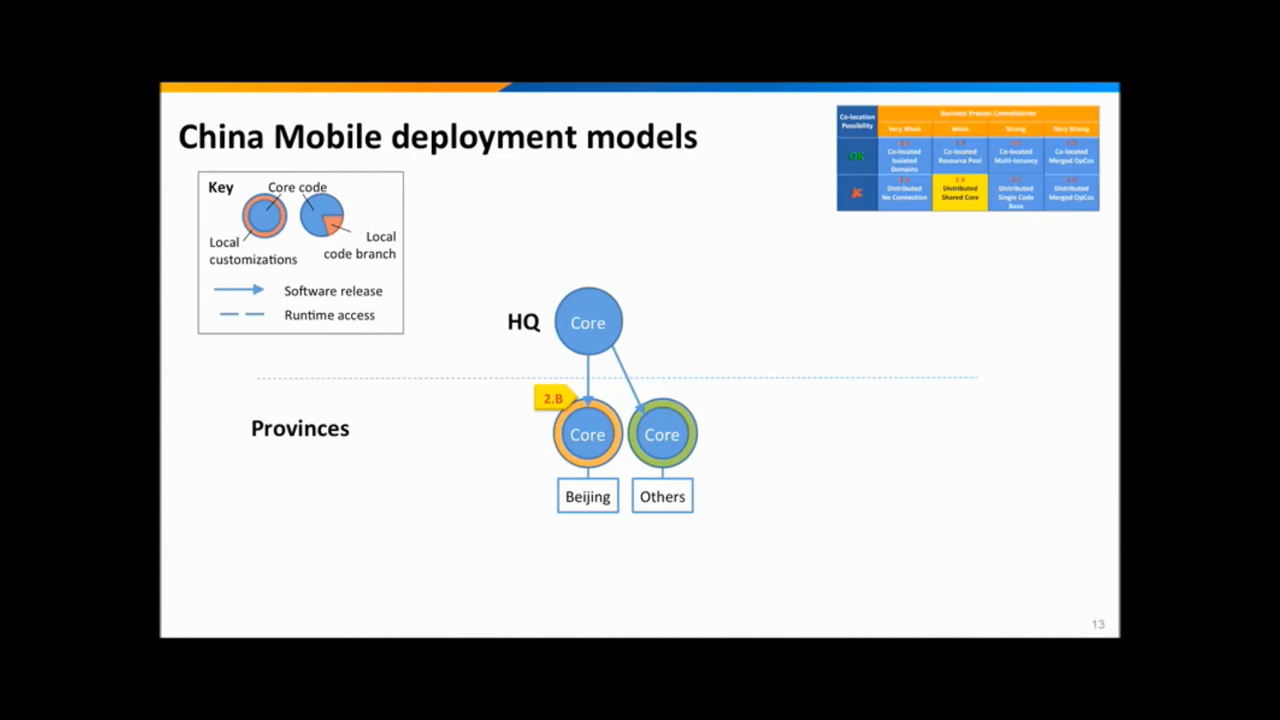 China Mobile deployment models
Key
Core code
Local
customizations
Local
code branch
Software release
Runtime access
Co-location
Possibility
Business Process Consolidation
Very Weak
Weak
Strong
Very Strong
OK
Co-located
Isolated
Domains
Co-located
Resource Pool
Co-located
Multi-tenancy
Co-located
Merged OpCos
Distributed
No Connection
2.B
Distributed
Shared Core
Distributed
Single Code
Base
Distributed
Merged OpCos
HQ
Core
2.B
Provinces
Core
Core
Beijing
Others
13